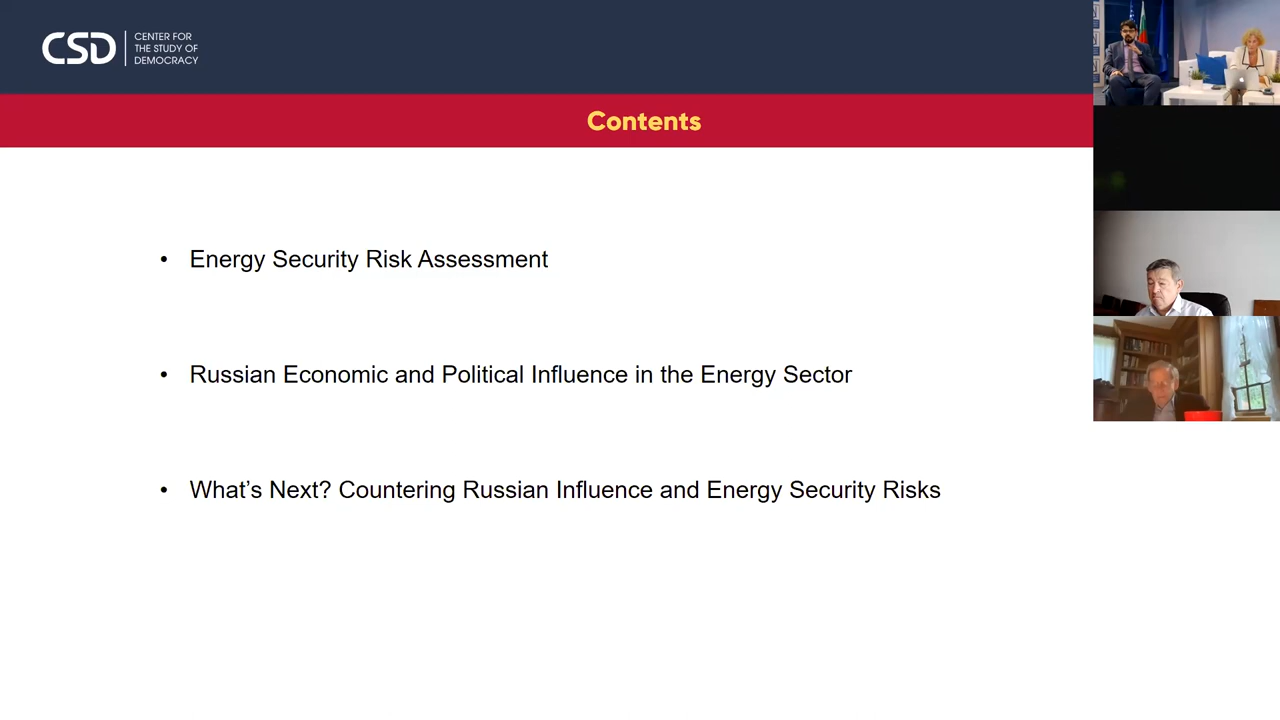 CSD
CENTER FOR
THE STUDY OF
DEMOCRACY
Contents
• Energy Security Risk Assessment
• Russian Economic and Political Influence in the Energy Sector
• What’s Next? Countering Russian Influence and Energy Security Risks